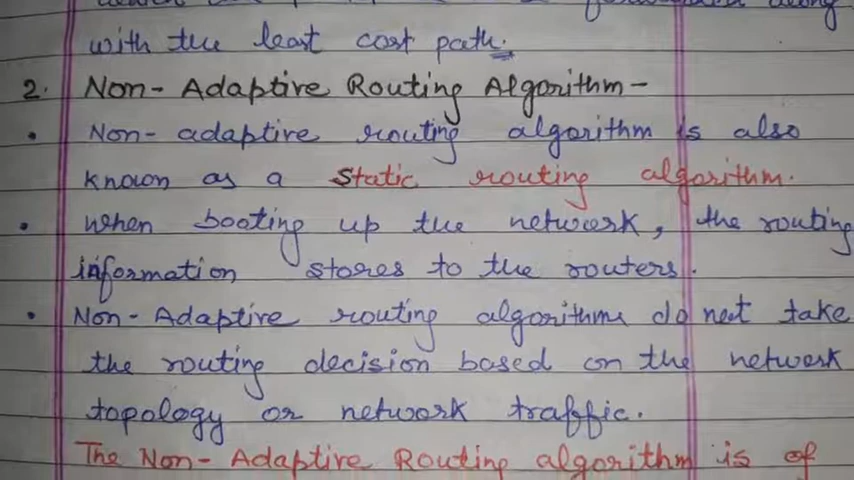 with the least cost path.
2. Non-Adaptive Routing Algorithm-
• Non-adaptive routing algorithm is also
known as a static routing algorithm.
• when booting up the network, the routing
information stores to the routers.
• Non-Adaptive routing algorithms do not take
the routing decision based on the network
topology or network traffic.
The Non-Adaptive Routing algorithm is of